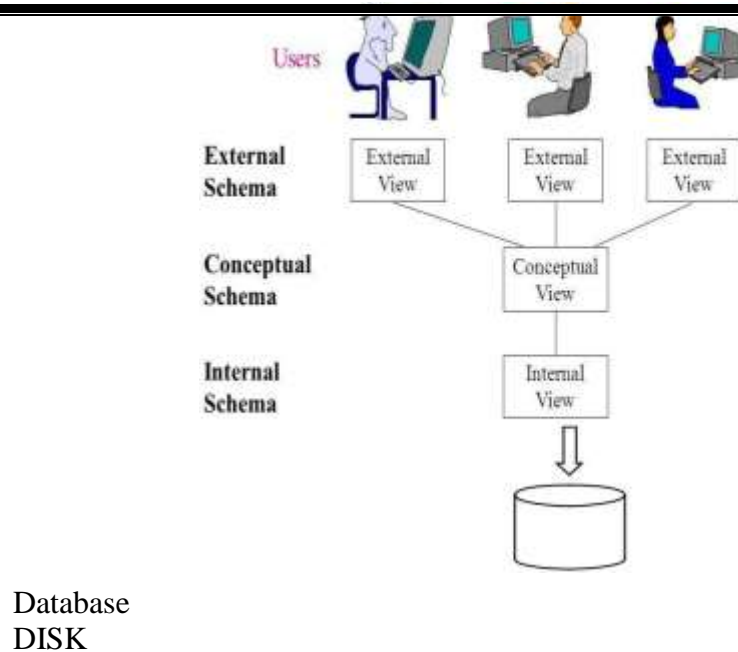 Users
External
Schema
External
View
External
View
External
View
Conceptual
Schema
Conceptual
View
Internal
Schema
Internal
View
Database
DISK